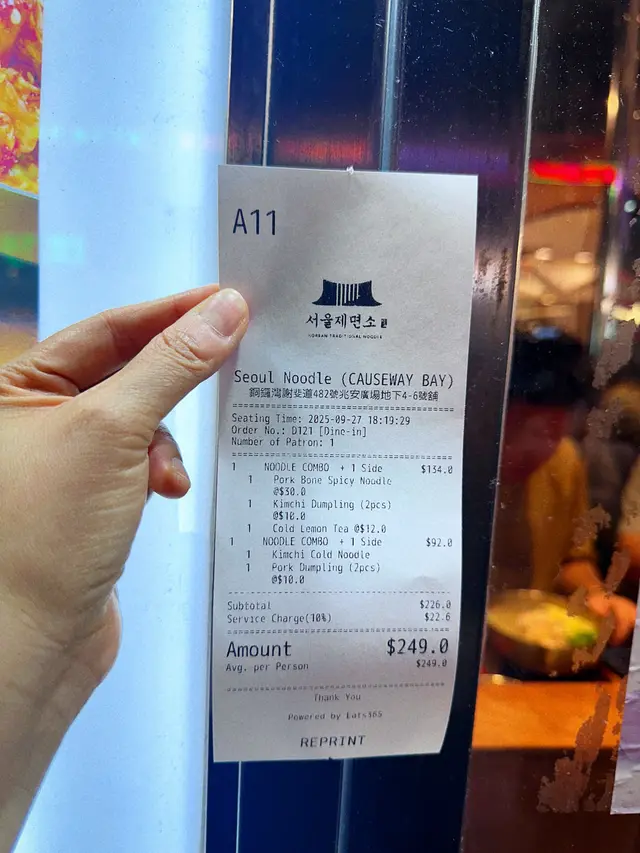 A11
서울제면소
KOREAN TRADITIONAL NOODLE
Seoul Noodle (CAUSEWAY BAY)
銅鑼灣謝斐道482號兆安廣場地下4-6號舖
Seating Time: 2025-09-27 18:19:29
Order No.: D121 [Dine-in]
Number of Patron: 1
1 NOODLE COMBO + 1 Side $134.0
1 Pork Bone Spicy Noodle
@$30.0
1 Kimchi Dumpling (2pcs)
@$10.0
1 Cold Lemon Tea @$12.0
1 NOODLE COMBO + 1 Side $92.0
1 Kimchi Cold Noodle
1 Pork Dumpling (2pcs)
@$10.0
Subtotal $226.0
Service Charge(10%) $22.6
Amount $249.0
Avg. per Person $249.0
Thank You
Powered by Eats365
REPRINT